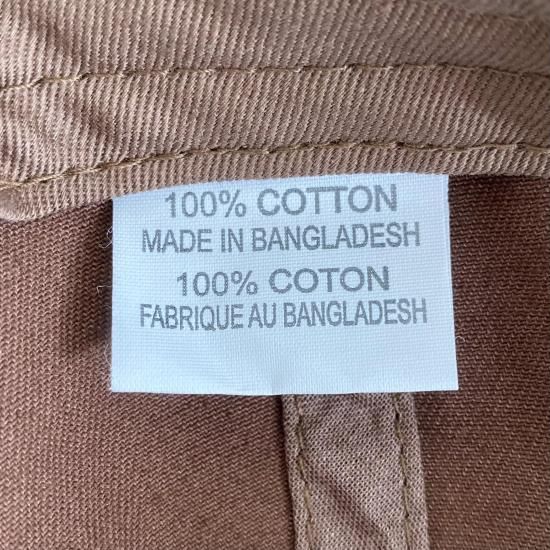 100% COTTON
MADE IN BANGLADESH
100% COTON
FABRIQUE AU BANGLADESH